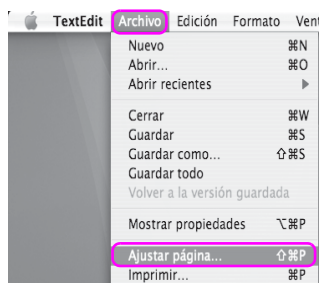 TextEdit Archivo Edición Formato Ven
Nuevo ⌘N
Abrir... ⌘O
Abrir recientes ▶
Cerrar ⌘W
Guardar ⌘S
Guardar como... ⇧⌘S
Guardar todo
Volver a la versión guardada
Mostrar propiedades ⌥⌘P
Ajustar página... ⇧⌘P
Imprimir... ⌘P